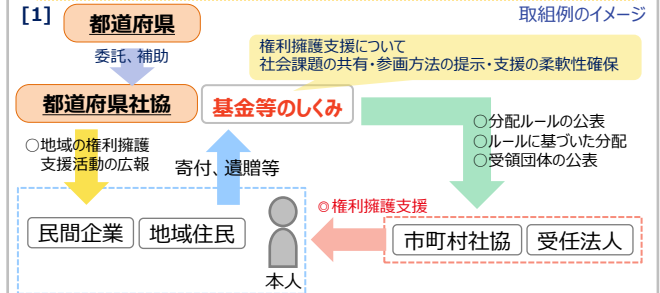 [1]
取組例のイメージ
都道府県
委託、補助
権利擁護支援について
社会課題の共有・参画方法の提示・支援の柔軟性確保
都道府県社協
基金等のしくみ
○分配ルールの公表
○ルールに基づいた分配
○受領団体の公表
○地域の権利擁護
支援活動の広報
寄付、遺贈等
◎権利擁護支援
民間企業
地域住民
本人
市町村社協
受任法人